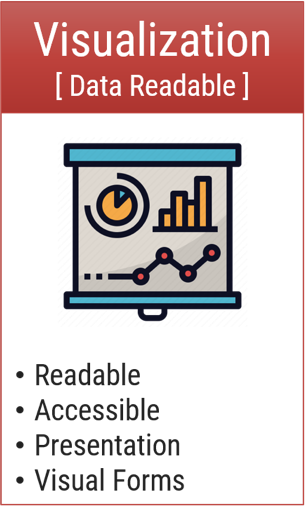 Visualization
[ Data Readable ]
• Readable
• Accessible
• Presentation
• Visual Forms